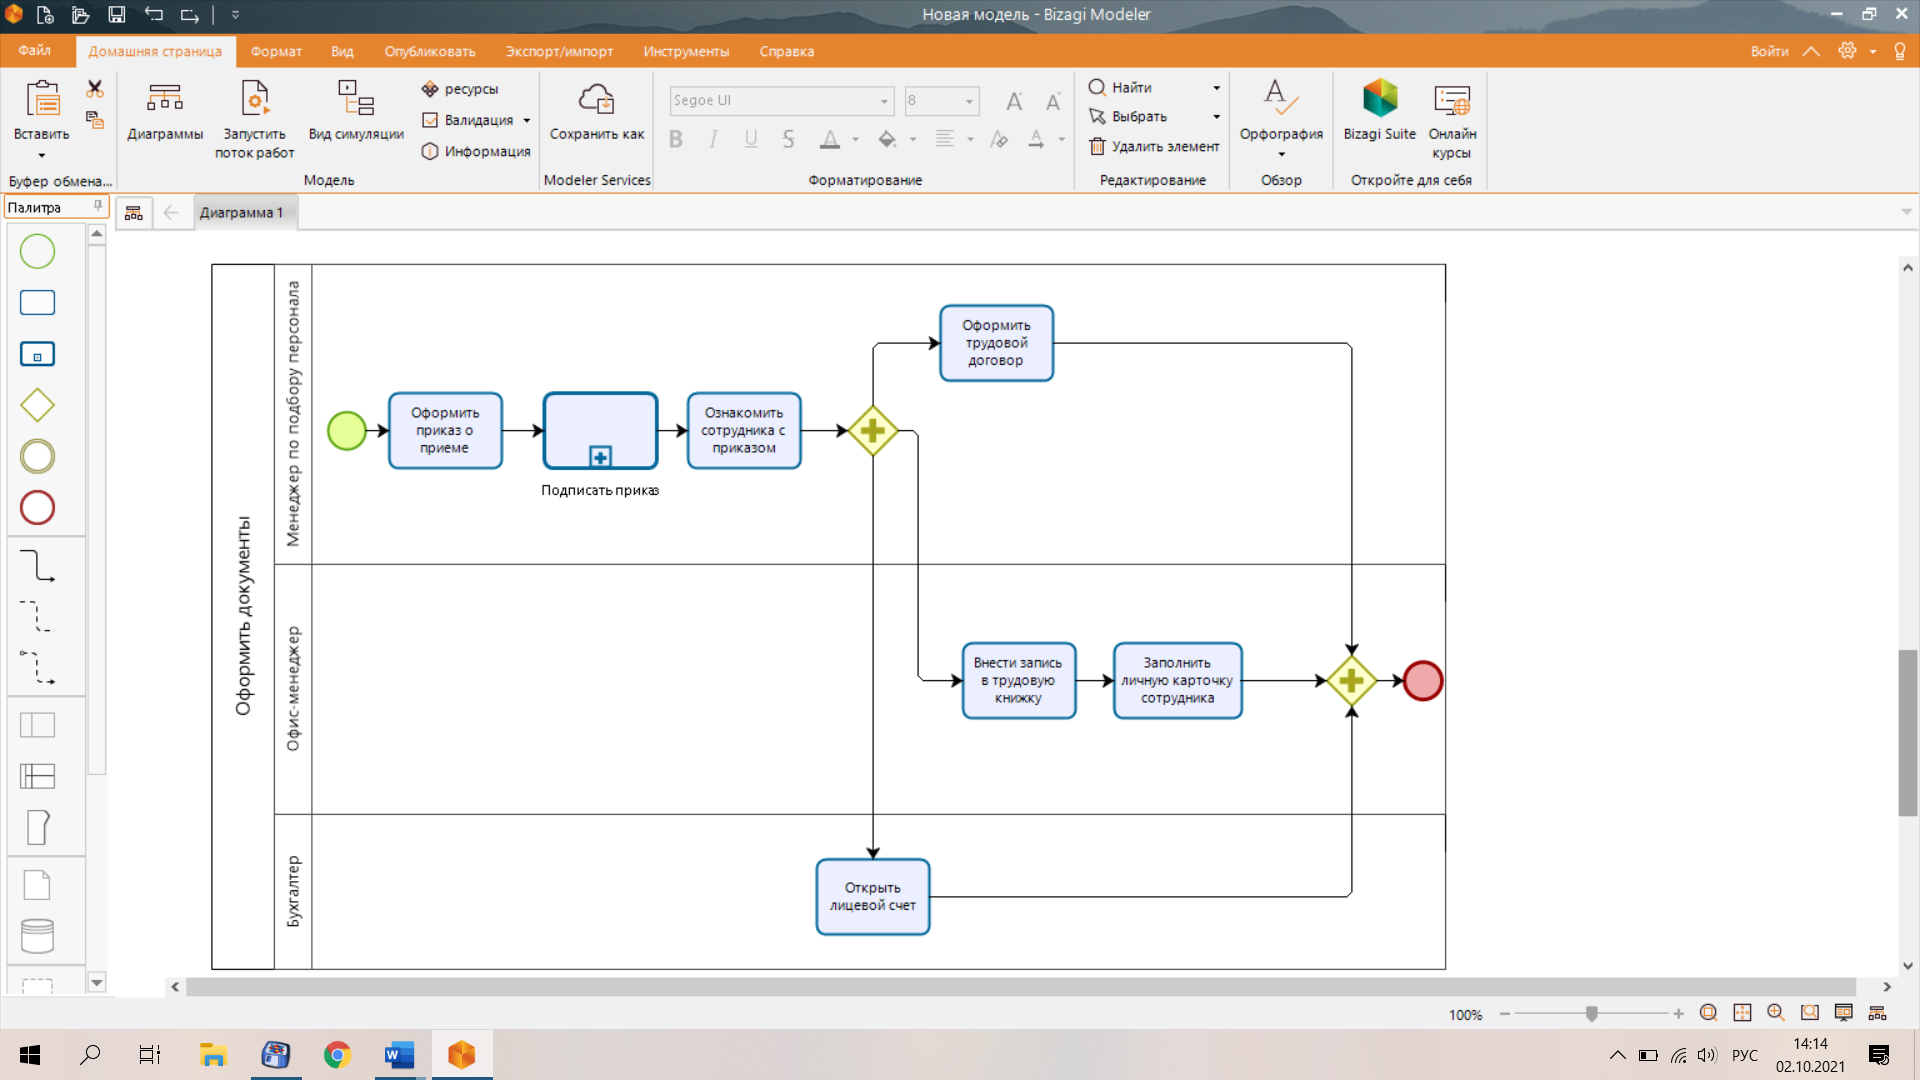 Новая модель - Bizagi Modeler
Файл
Домашняя страница
Формат
Вид
Опубликовать
Экспорт/импорт
Инструменты
Справка
Войти
Вставить
Буфер обмена...
Диаграммы
Запустить
поток работ
Вид симуляции
ресурсы
Валидация
Информация
Модель
Сохранить как
Modeler Services
Segoe UI
8
B
I
U
S
A
Форматирование
Найти
Выбрать
Удалить элемент
Редактирование
Орфография
Обзор
Bizagi Suite
Онлайн
курсы
Откройте для себя
Палитра
Диаграмма 1
Оформить документы
Менеджер по подбору персонала
Оформить
приказ о
приеме
Подписать приказ
Ознакомить
сотрудника с
приказом
Оформить
трудовой
договор
Офис-менеджер
Внести запись
в трудовую
книжку
Заполнить
личную карточку
сотрудника
Бухгалтер
Открыть
лицевой счет
100%
РУС
14:14
02.10.2021